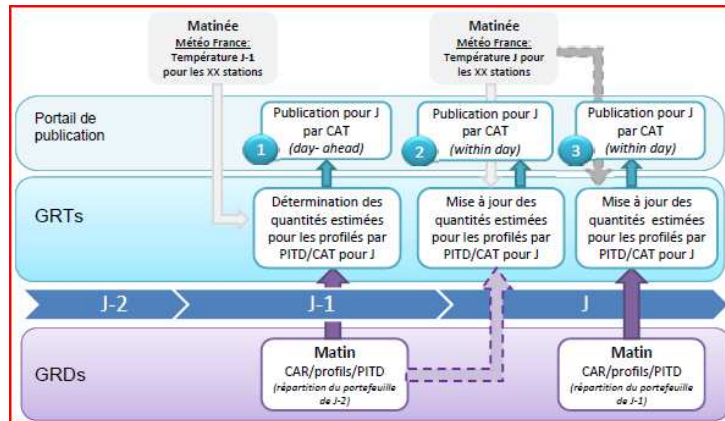 Matinée
Météo France:
Température J-1
pour les XX stations
Matinée
Météo France:
Température J pour
les XX stations
Portail de
publication
1
Publication pour J
par CAT
(day- ahead)
2
Publication pour J
par CAT
(within day)
3
Publication pour J
par CAT
(within day)
GRTs
Détermination des
quantités estimées
pour les profilés par
PITD/CAT pour J
Mise à jour des
quantités estimées
pour les profilés par
PITD/CAT pour J
Mise à jour des
quantités estimées
pour les profilés par
PITD/CAT pour J
J-2
J-1
J
GRDs
Matin
CAR/profils/PITD
(répartition du portefeuille
de J-2)
Matin
CAR/profils/PITD
(répartition du portefeuille
de J-1)